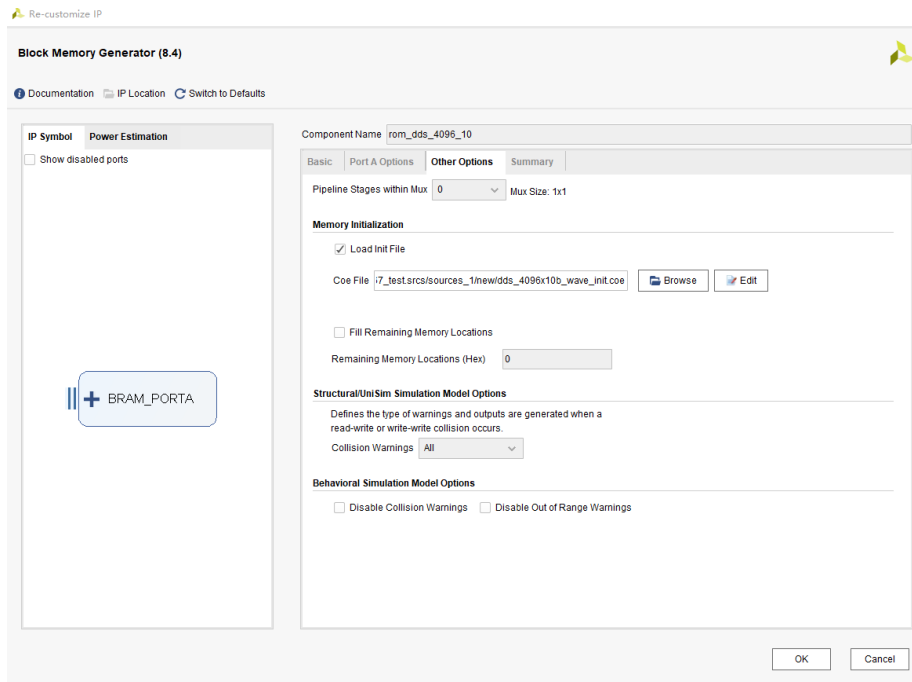 Re-customize IP
Block Memory Generator (8.4)
Documentation IP Location Switch to Defaults
IP Symbol Power Estimation
Show disabled ports
BRAM_PORTA
Component Name rom_dds_4096_10
Basic Port A Options Other Options Summary
Pipeline Stages within Mux 0 Mux Size: 1x1
Memory Initialization
Load Init File
Coe File 7_test.srcs/sources_1/new/dds_4096x10b_wave_init.coe Browse Edit
Fill Remaining Memory Locations
Remaining Memory Locations (Hex) 0
Structural/UniSim Simulation Model Options
Defines the type of warnings and outputs are generated when a
read-write or write-write collision occurs.
Collision Warnings All
Behavioral Simulation Model Options
Disable Collision Warnings Disable Out of Range Warnings
OK Cancel